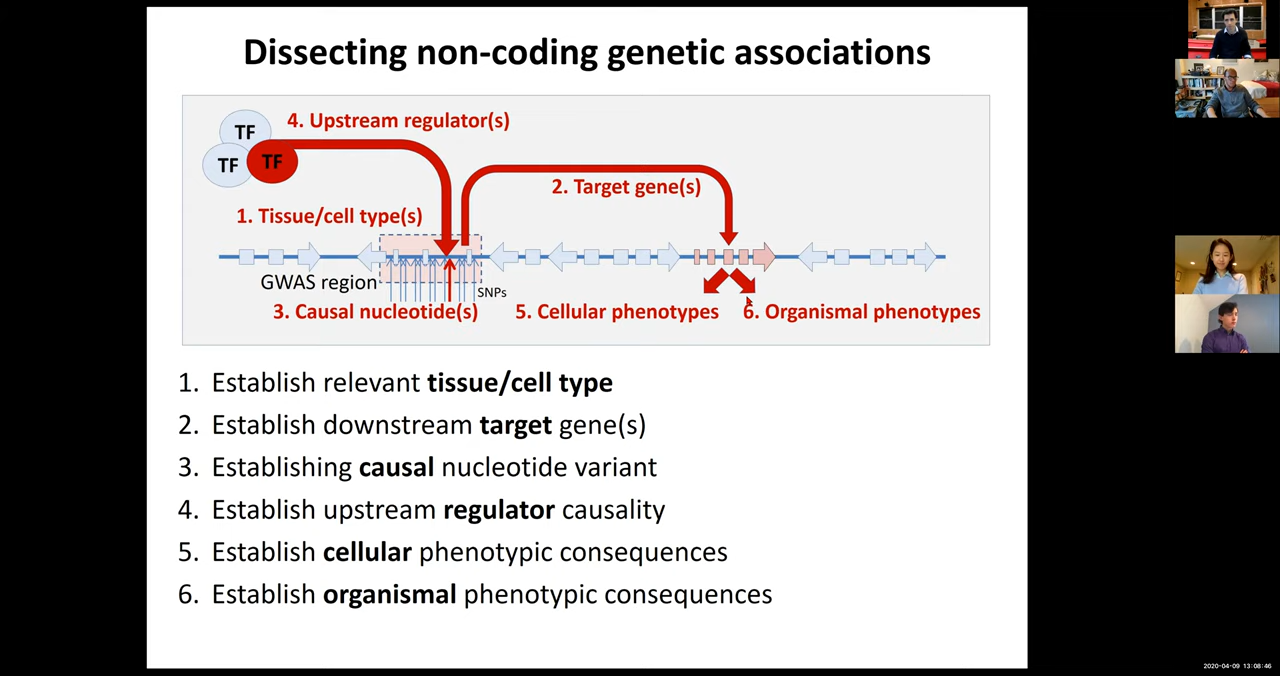 Dissecting non-coding genetic associations
TF
4. Upstream regulator(s)
TF
TF
2. Target gene(s)
1. Tissue/cell type(s)
GWAS region
SNPs
3. Causal nucleotide(s)
5. Cellular phenotypes
6. Organismal phenotypes
1. Establish relevant tissue/cell type
2. Establish downstream target gene(s)
3. Establishing causal nucleotide variant
4. Establish upstream regulator causality
5. Establish cellular phenotypic consequences
6. Establish organismal phenotypic consequences
2020-04-09 13:08:46